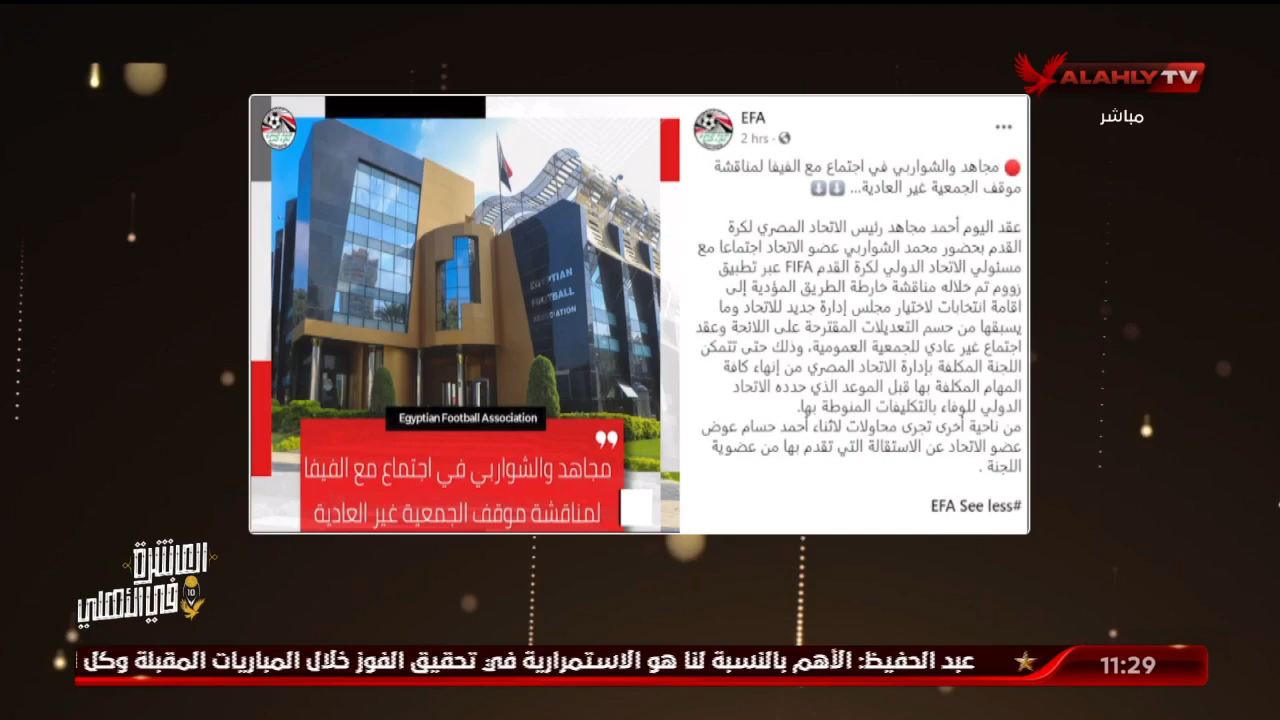 ALAHLY TV
مباشر
EFA
2 hrs
🔴 مجاهد والشواربي في اجتماع مع الفيفا لمناقشة
موقف الجمعية غير العادية... ⬇️⬇️
عقد اليوم أحمد مجاهد رئيس الاتحاد المصري لكرة
القدم بحضور محمد الشواربي عضو الاتحاد اجتماعا مع
مسئولي الاتحاد الدولي لكرة القدم FIFA عبر تطبيق
زووم تم خلاله مناقشة خارطة الطريق المؤدية إلى
اقامة انتخابات لاختيار مجلس إدارة جديد للاتحاد وما
يسبقها من حسم التعديلات المقترحة على اللائحة وعقد
اجتماع غير عادي للجمعية العمومية، وذلك حتى تتمكن
اللجنة المكلفة بإدارة الاتحاد المصري من إنهاء كافة
المهام المكلفة بها قبل الموعد الذي حدده الاتحاد
الدولي للوفاء بالتكليفات المنوطة بها.
من ناحية أخرى تجرى محاولات لاثناء أحمد حسام عوض
عضو الاتحاد عن الاستقالة التي تقدم بها من عضوية
اللجنة .
#EFA See less
EGYPTIAN
FOOTBALL
ASSOCIATION
Egyptian Football Association
مجاهد والشواربي في اجتماع مع الفيفا
لمناقشة موقف الجمعية غير العادية
العاشرة
في الأهلي
10
عبد الحفيظ: الأهم بالنسبة لنا هو الاستمرارية في تحقيق الفوز خلال المباريات المقبلة وكل
11:29